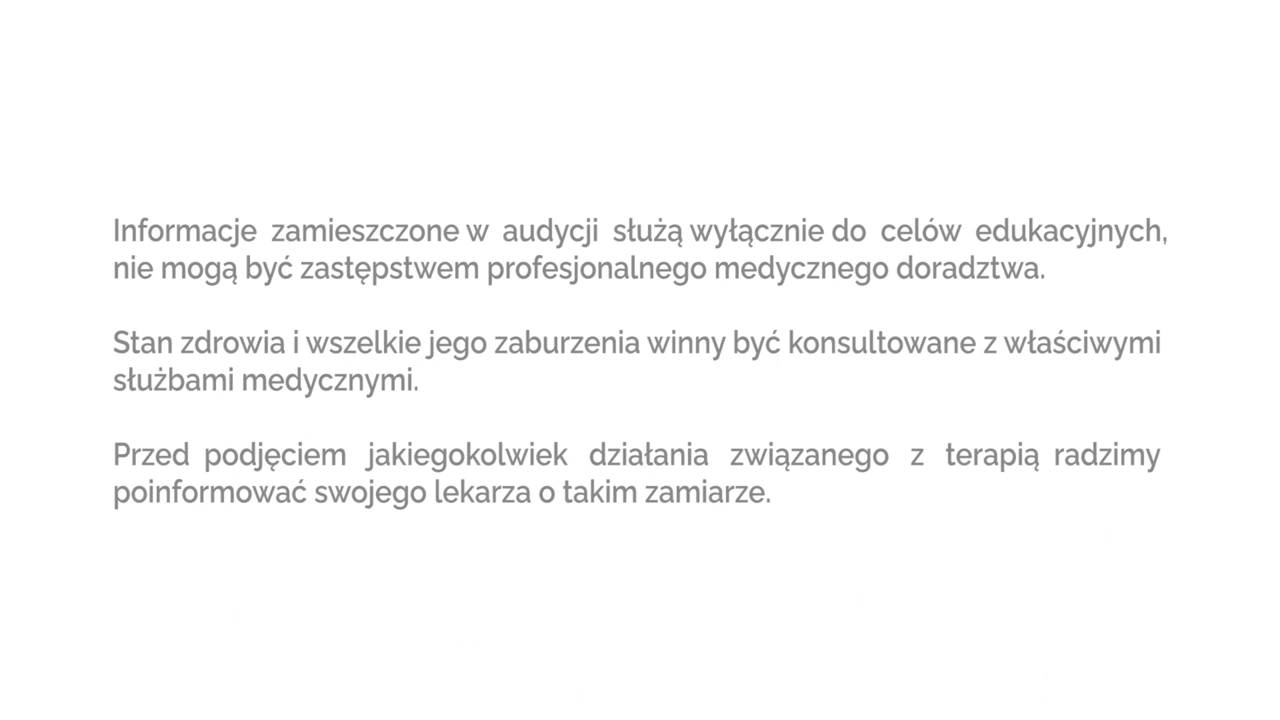 Informacje zamieszczone w audycji służą wyłącznie do celów edukacyjnych,
nie mogą być zastępstwem profesjonalnego medycznego doradztwa.
Stan zdrowia i wszelkie jego zaburzenia winny być konsultowane z właściwymi
służbami medycznymi.
Przed podjęciem jakiegokolwiek działania związanego z terapią radzimy
poinformować swojego lekarza o takim zamiarze.